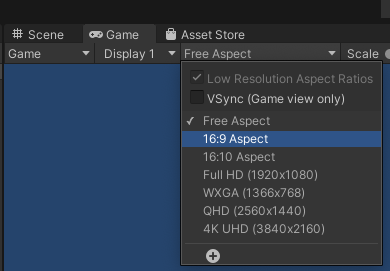 Scene Game Asset Store
Game Display 1 Free Aspect Scale
Low Resolution Aspect Ratios
VSync (Game view only)
Free Aspect
16:9 Aspect
16:10 Aspect
Full HD (1920x1080)
WXGA (1366x768)
QHD (2560x1440)
4K UHD (3840x2160)